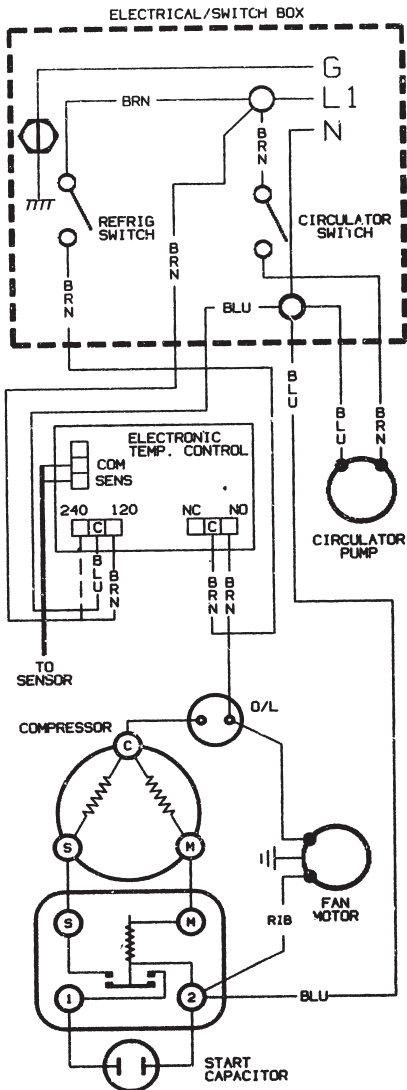 ELECTRICAL/SWITCH BOX
G
BRN
L1
N
BRN
REFRIG
SWITCH
CIRCULATOR
SWITCH
BRN
BRN
BLU
BLU
BLU
BRN
ELECTRONIC
TEMP. CONTROL
COM
SENS
240
C
120
NC
C
NO
CIRCULATOR
PUMP
BLU
BRN
BRN
BRN
TO
SENSOR
O/L
COMPRESSOR
C
S
M
FAN
MOTOR
S
M
RIB
1
2
BLU
START
CAPACITOR